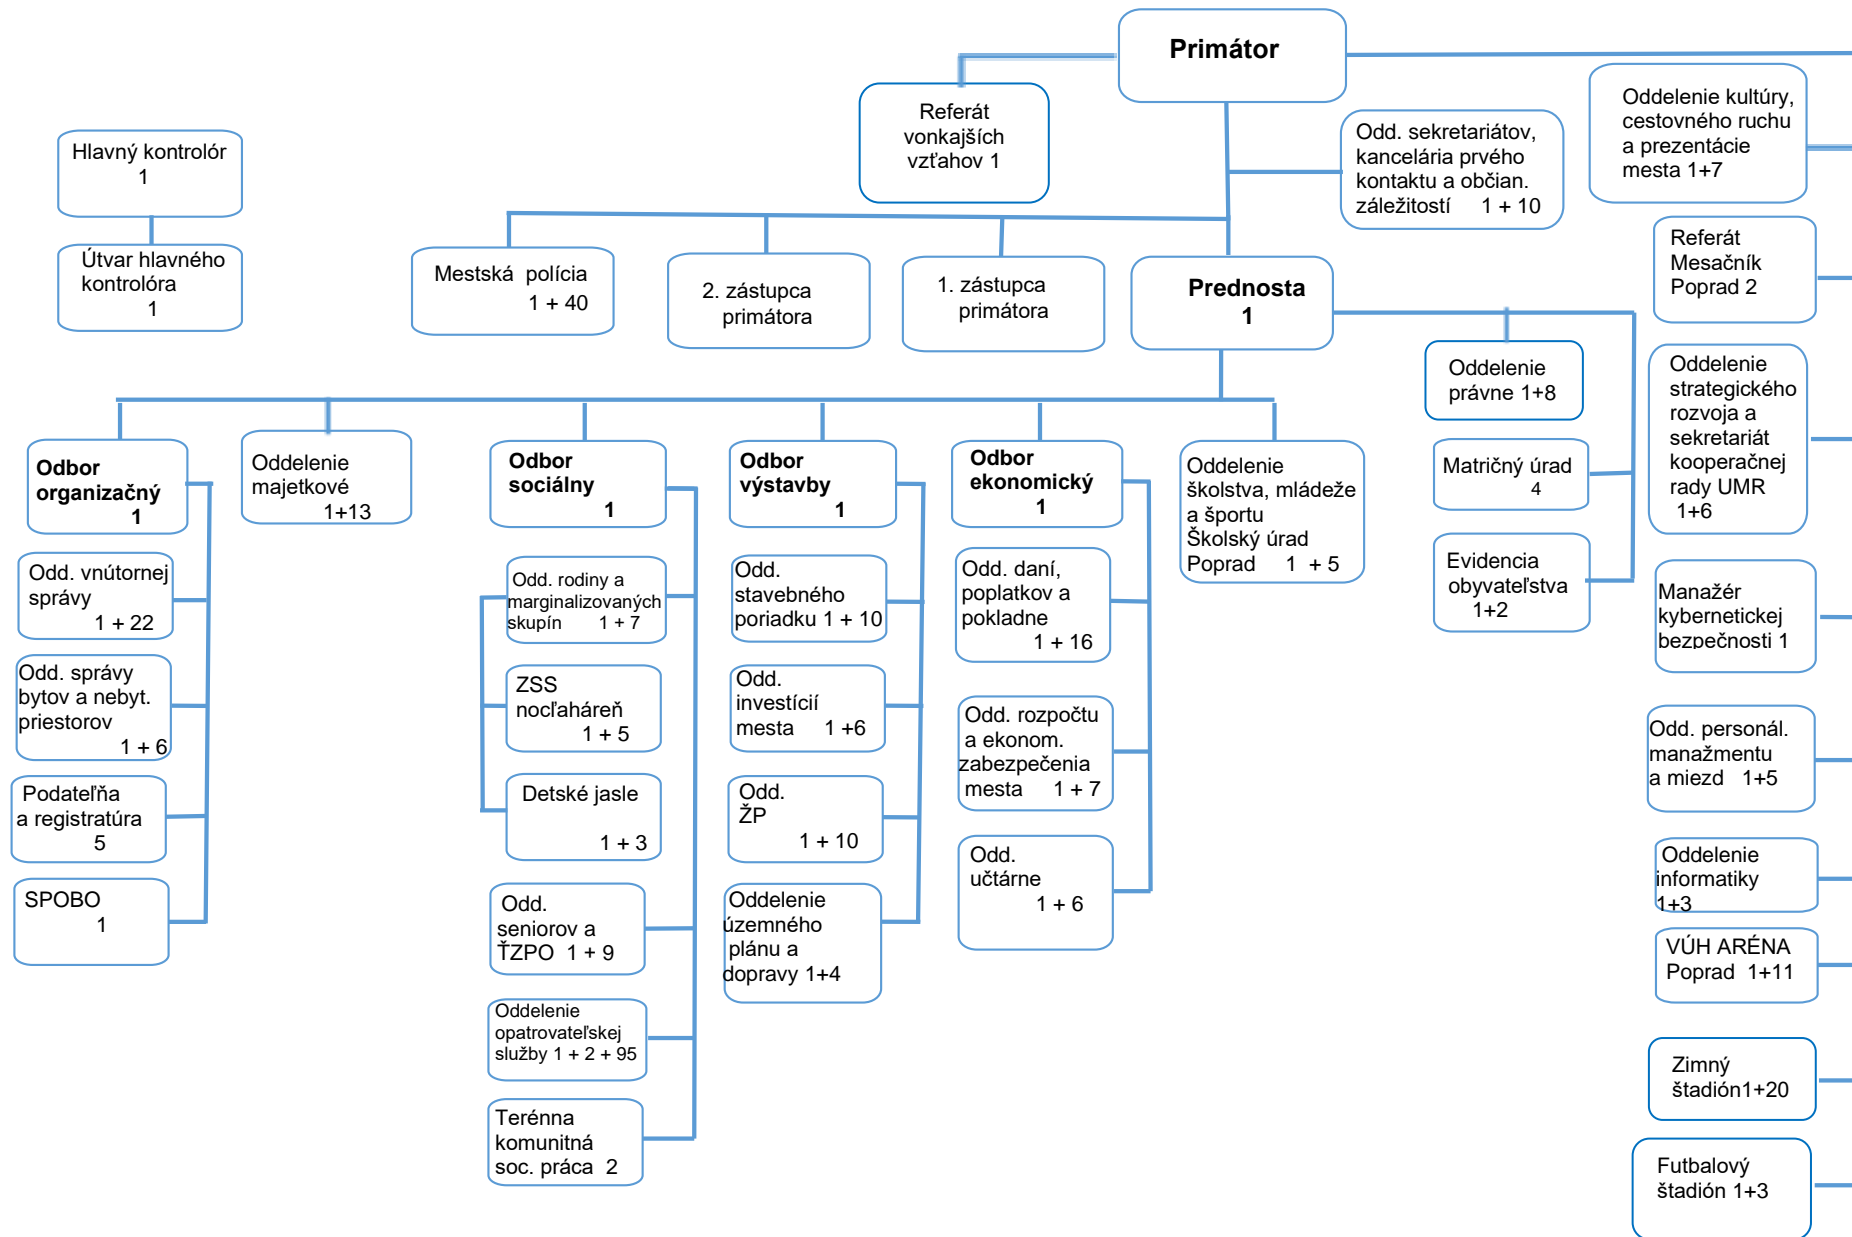 Primátor
Referát
vonkajších
vzťahov 1
Odd. sekretariátov,
kancelária prvého
kontaktu a občian.
záležitostí 1 + 10
Oddelenie kultúry,
cestovného ruchu
a prezentácie
mesta 1+7
Hlavný kontrolór
1
Útvar hlavného
kontrolóra
1
Mestská polícia
1 + 40
2. zástupca
primátora
1. zástupca
primátora
Prednosta
1
Referát
Mesačník
Poprad 2
Oddelenie
právne 1+8
Matričný úrad
4
Evidencia
obyvateľstva
1+2
Oddelenie
strategického
rozvoja a
sekretariát
kooperačnej
rady UMR
1+6
Odbor
organizačný
1
Oddelenie
majetkové
1+13
Odbor
sociálny
1
Odbor
výstavby
1
Odbor
ekonomický
1
Oddelenie
školstva, mládeže
a športu
Školský úrad
Poprad 1 + 5
Odd. vnútornej
správy
1 + 22
Odd. správy
bytov a nebyt.
priestorov
1 + 6
Podateľňa
a registratúra
5
SPOBO
1
Odd. rodiny a
marginalizovaných
skupín 1 + 7
ZSS
nocľaháreň
1 + 5
Detské jasle
1 + 3
Odd.
seniorov a
ŤZPO 1 + 9
Oddelenie
opatrovateľskej
služby 1 + 2 + 95
Terénna
komunitná
soc. práca 2
Odd.
stavebného
poriadku 1 + 10
Odd.
investícií
mesta 1 +6
Odd.
ŽP
1 + 10
Oddelenie
územného
plánu a
dopravy 1+4
Odd. daní,
poplatkov a
pokladne
1 + 16
Odd. rozpočtu
a ekonom.
zabezpečenia
mesta 1 + 7
Odd.
učtárne
1 + 6
Manažér
kybernetickej
bezpečnosti 1
Odd. personál.
manažmentu
a miezd 1+5
Oddelenie
informatiky
1+3
VÚH ARÉNA
Poprad 1+11
Zimný
štadión1+20
Futbalový
štadión 1+3